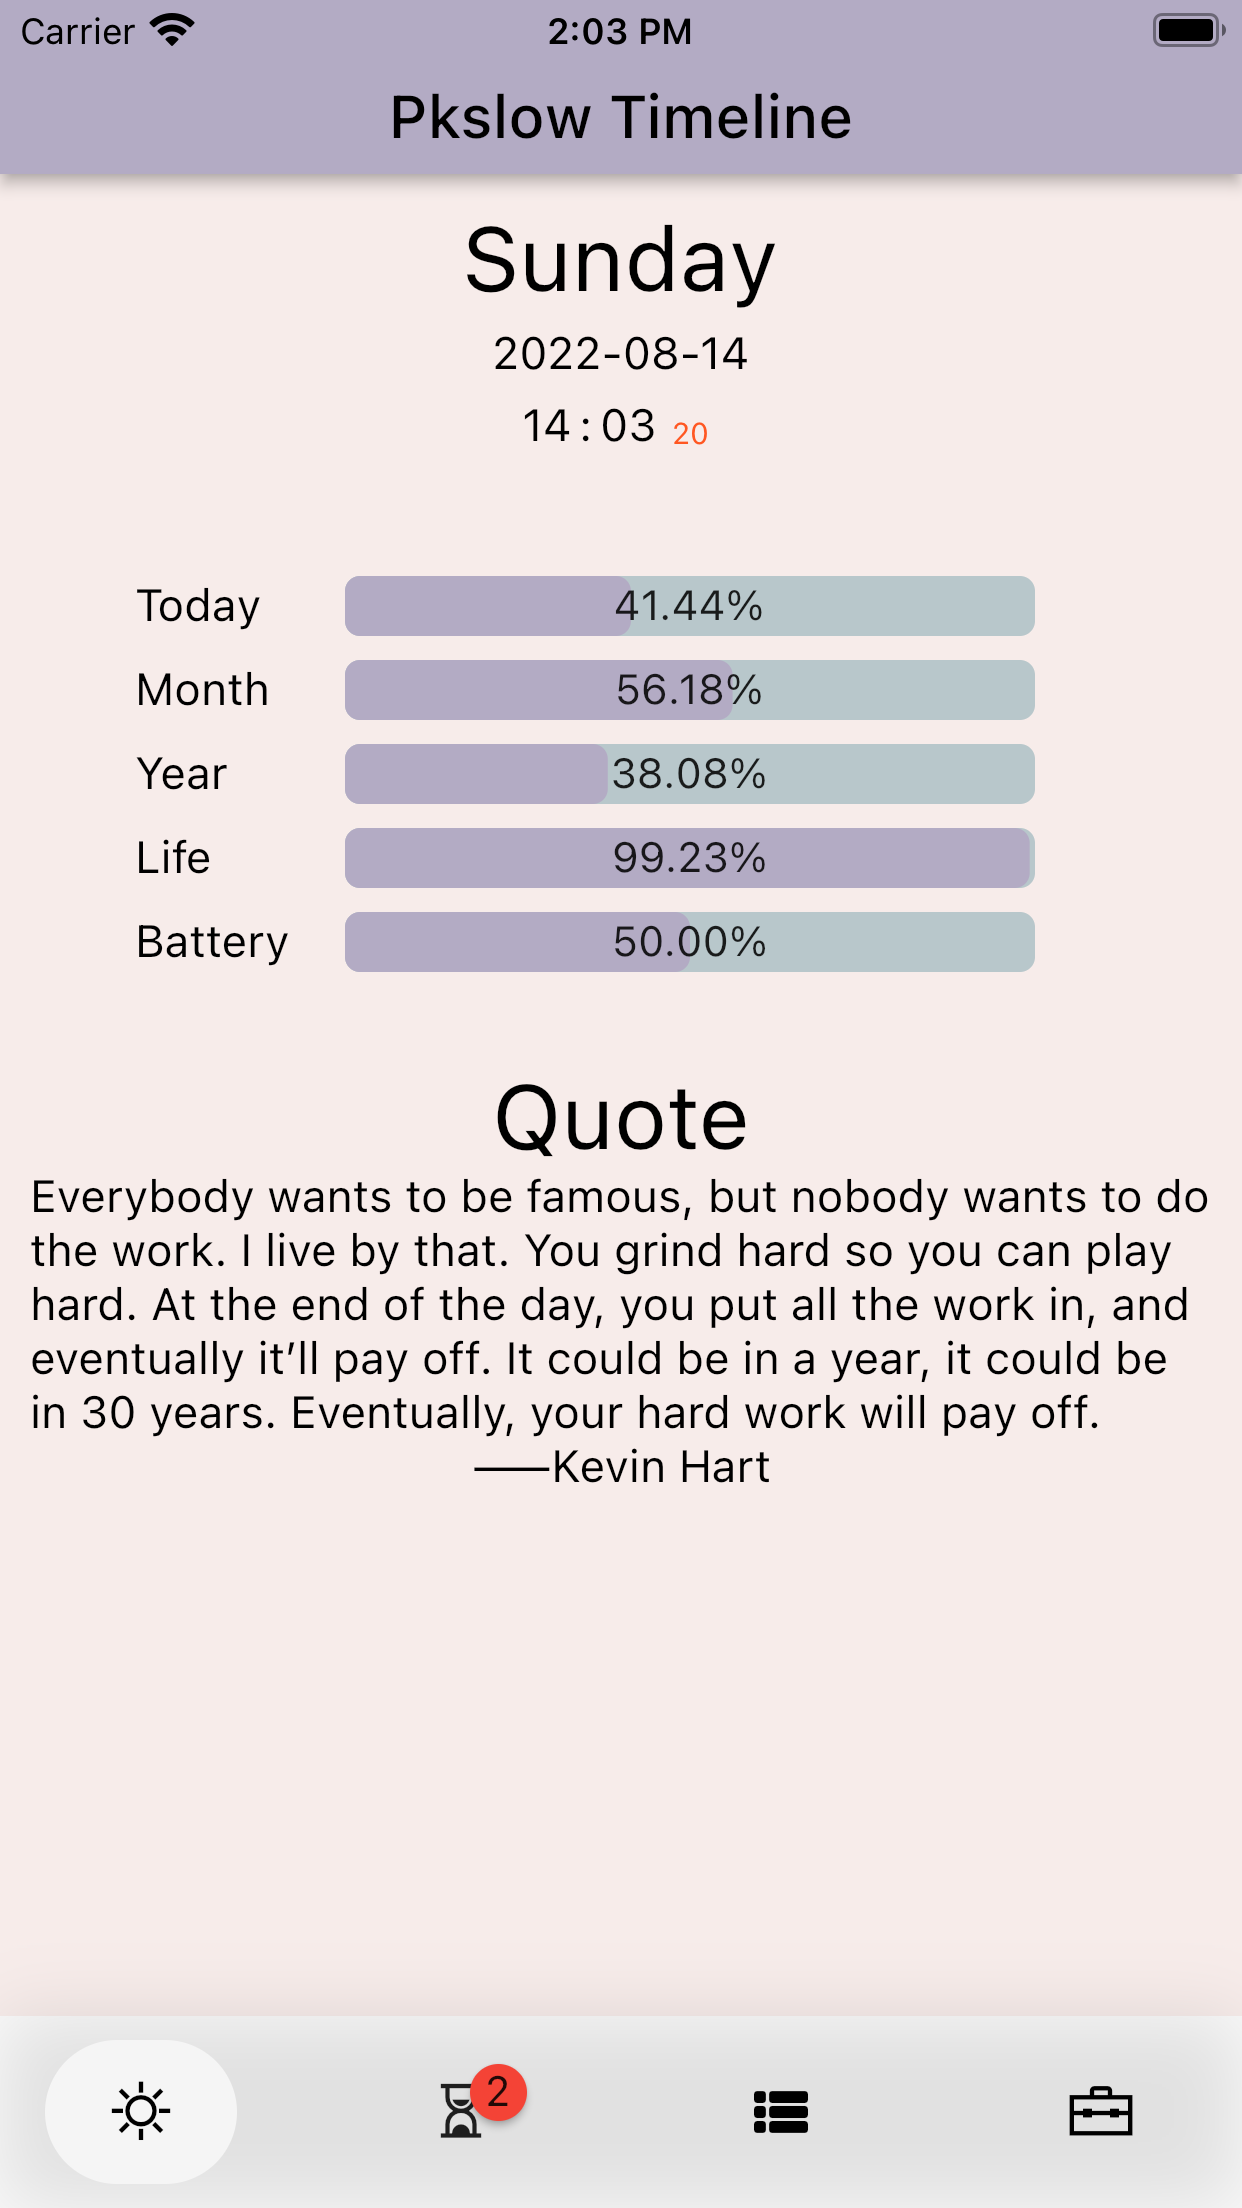 Carrier 2:03 PM
Pkslow Timeline
Sunday
2022-08-14
14:03 20
Today 41.44%
Month 56.18%
Year 38.08%
Life 99.23%
Battery 50.00%
Quote
Everybody wants to be famous, but nobody wants to do
the work. I live by that. You grind hard so you can play
hard. At the end of the day, you put all the work in, and
eventually it’ll pay off. It could be in a year, it could be
in 30 years. Eventually, your hard work will pay off.
——Kevin Hart
2